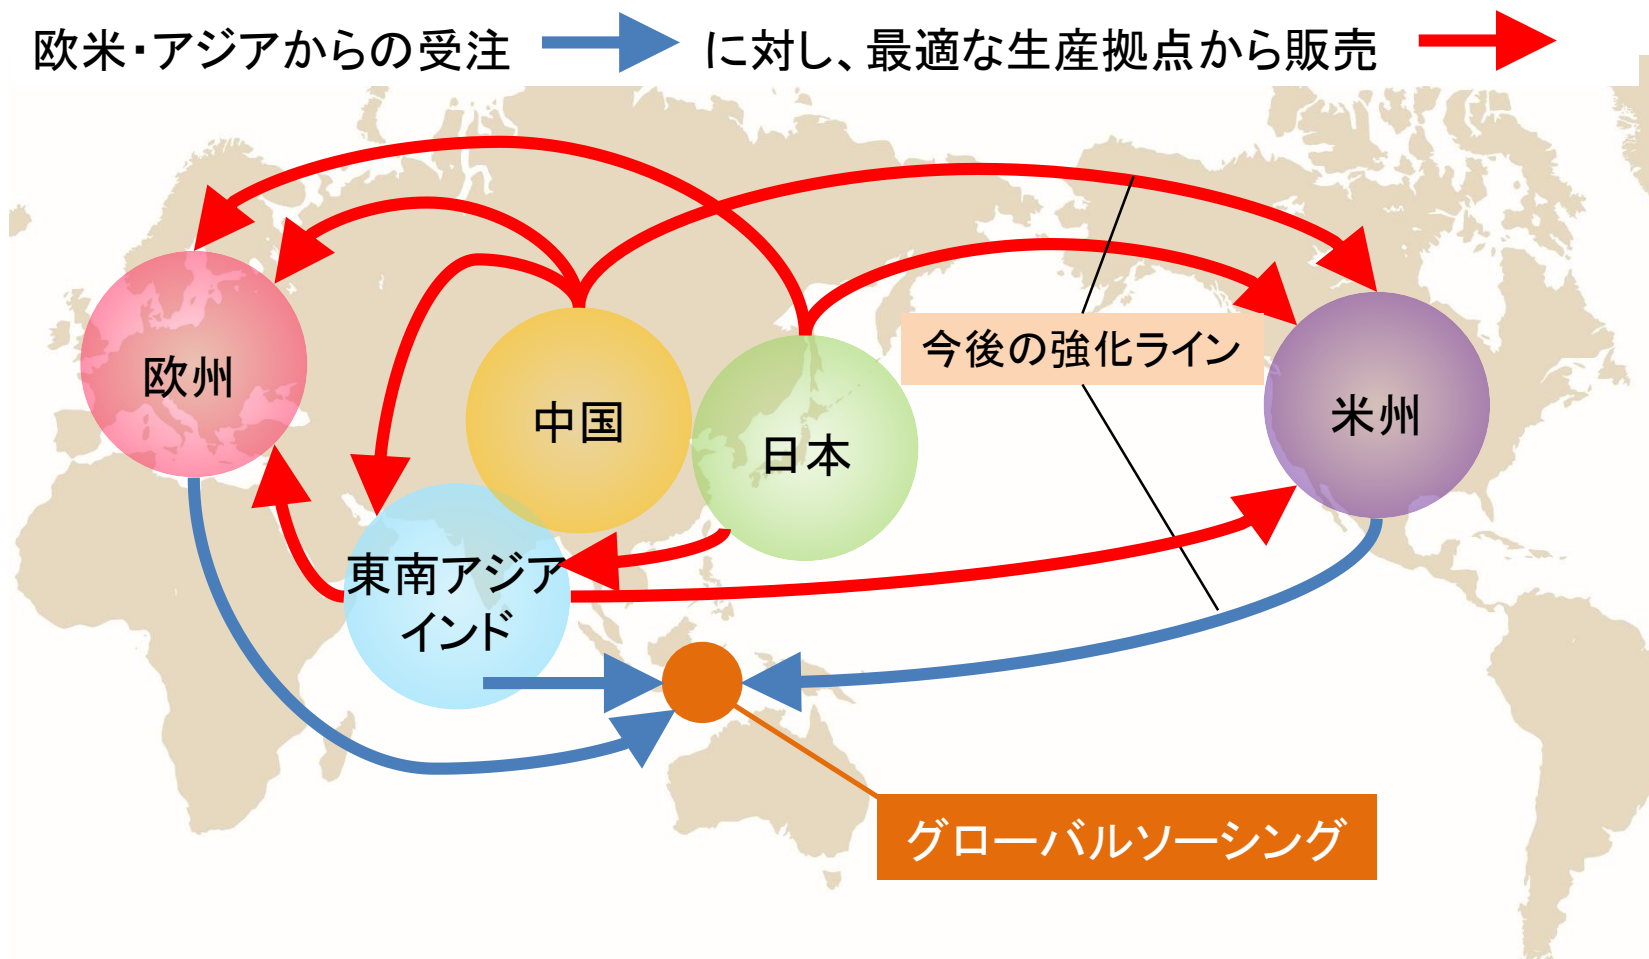 欧米・アジアからの受注 に対し、最適な生産拠点から販売
欧州
中国
日本
今後の強化ライン
米州
東南アジア
インド
グローバルソーシング